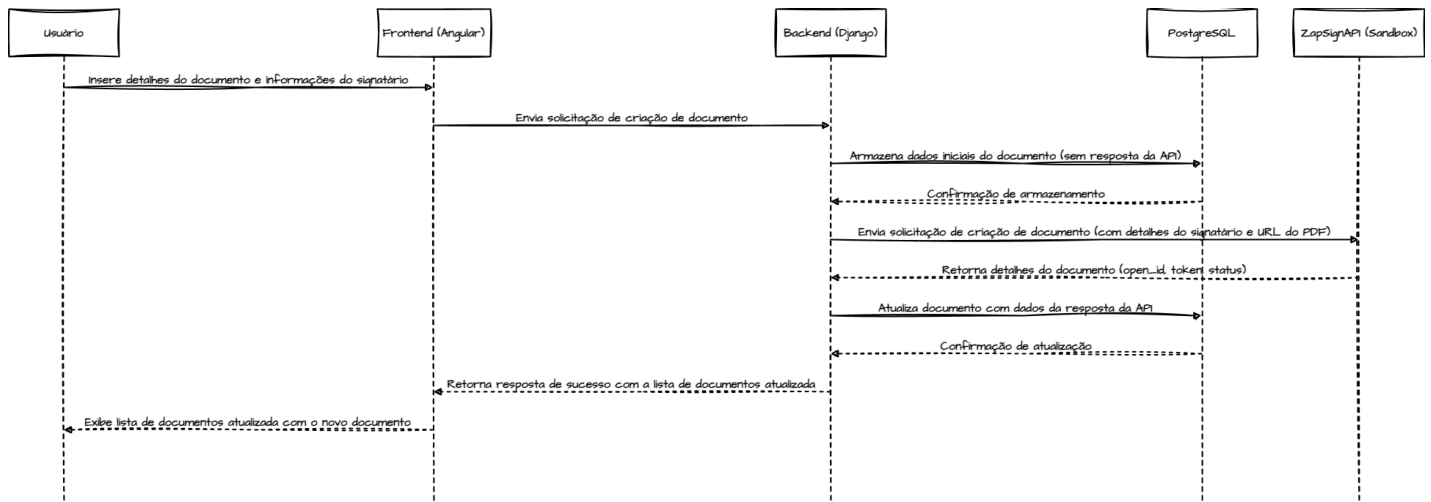 Usuário
Frontend (Angular)
Backend (Django)
PostgreSQL
ZapSignAPI (Sandbox)
Insere detalhes do documento e informações do signatário
Envia solicitação de criação de documento
Armazena dados iniciais do documento (sem resposta da API)
Confirmação de armazenamento
Envia solicitação de criação de documento (com detalhes do signatário e URL do PDF)
Retorna detalhes do documento (open_id, token, status)
Atualiza documento com dados da resposta da API
Confirmação de atualização
Retorna resposta de sucesso com a lista de documentos atualizada
Exibe lista de documentos atualizada com o novo documento